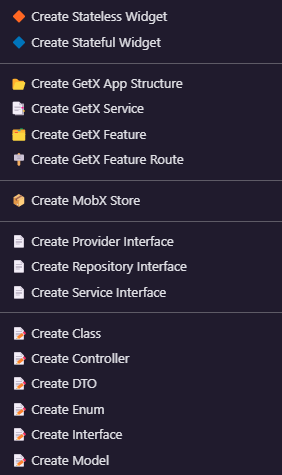 Create Stateless Widget
Create Stateful Widget
Create GetX App Structure
Create GetX Service
Create GetX Feature
Create GetX Feature Route
Create MobX Store
Create Provider Interface
Create Repository Interface
Create Service Interface
Create Class
Create Controller
Create DTO
Create Enum
Create Interface
Create Model